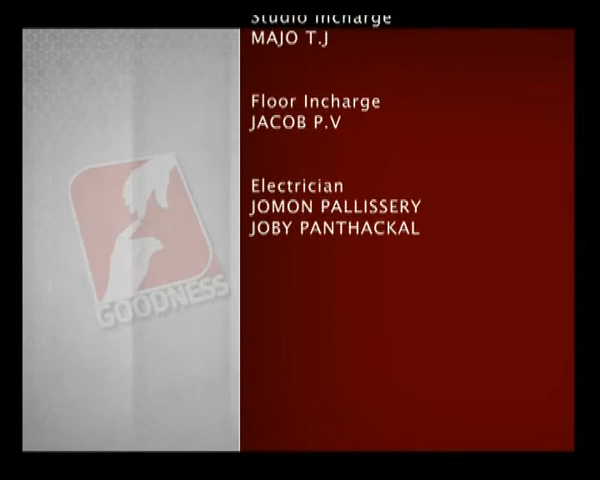 Studio Incharge
MAJO T.J
Floor Incharge
JACOB P.V
Electrician
JOMON PALLISSERY
JOBY PANTHACKAL
GOODNESS